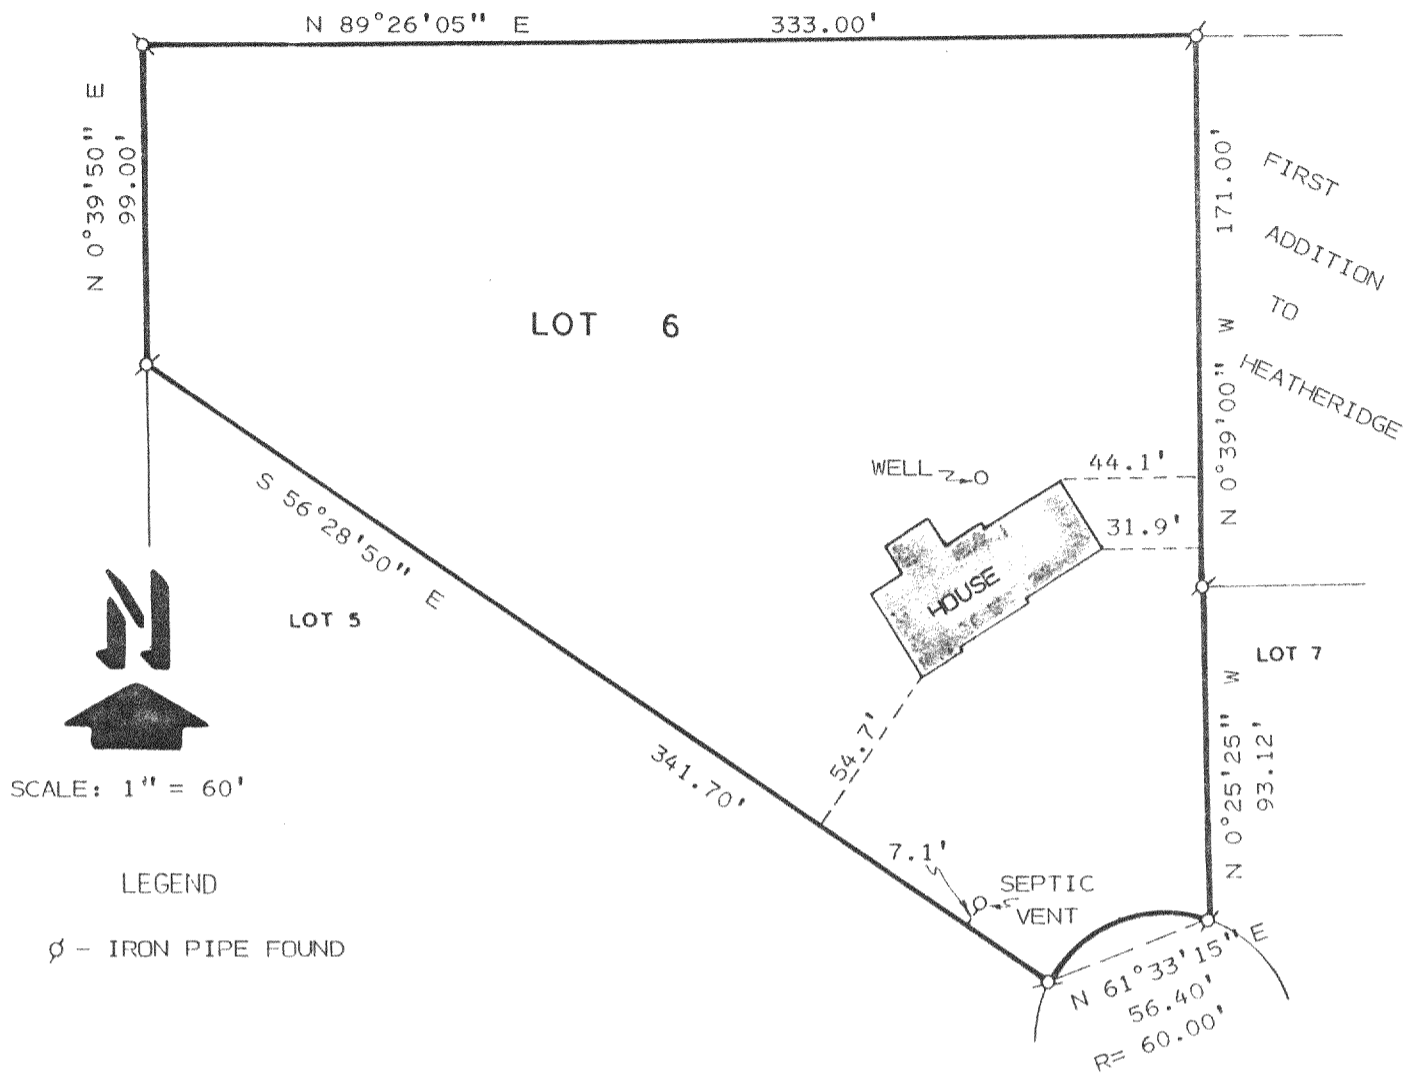 N 89°26'05" E 333.00'
N 0°39'50" E
99.00'
171.00'
N 0°39'00" W
FIRST
ADDITION
TO
HEATHERIDGE
LOT 6
WELL
44.1'
31.9'
HOUSE
S 56°28'50" E
341.70'
LOT 5
LOT 7
N 0°25'25" W
93.12'
54.7'
7.1'
SEPTIC
VENT
N 61°33'15" E
56.40'
R= 60.00'
N
SCALE: 1" = 60'
LEGEND
ø - IRON PIPE FOUND